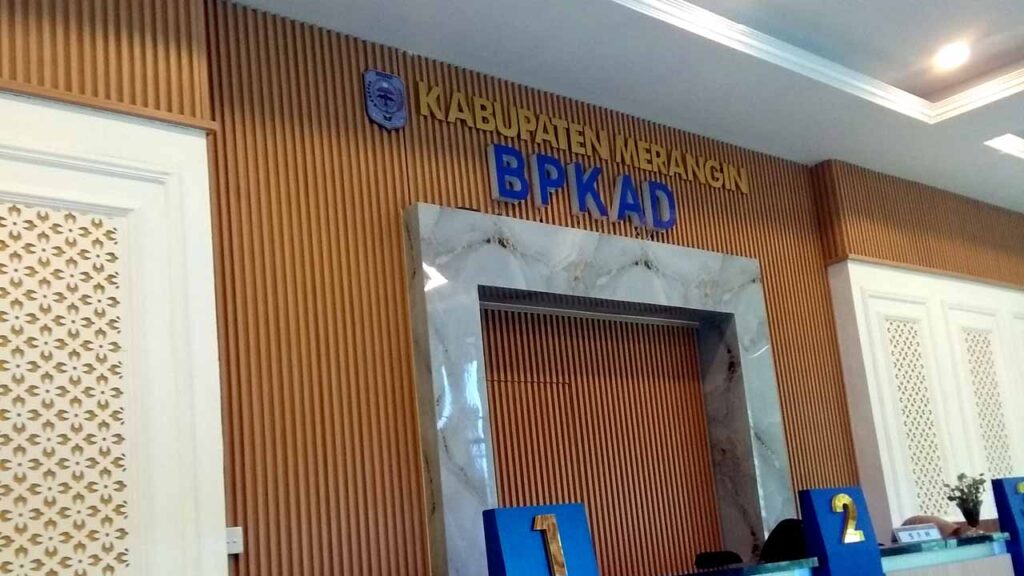 KABUPATEN MERANGIN
BPKAD
1
2